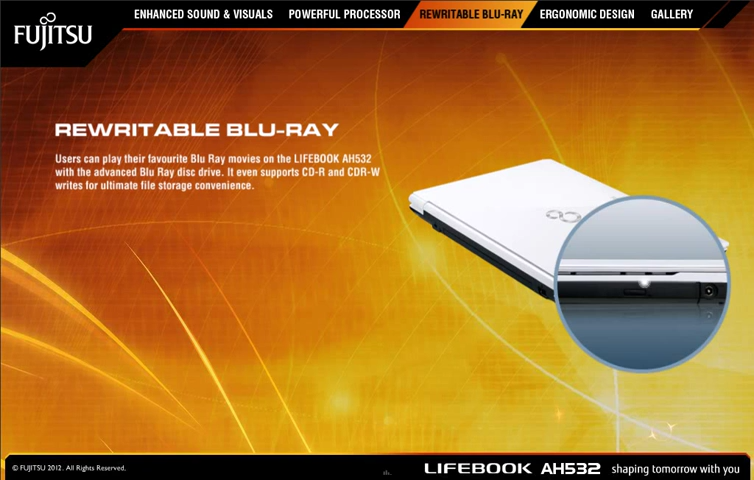 FUJITSU
ENHANCED SOUND & VISUALS
POWERFUL PROCESSOR
REWRITABLE BLU-RAY
ERGONOMIC DESIGN
GALLERY
REWRITABLE BLU-RAY
Users can play their favourite Blu Ray movies on the LIFEBOOK AH532
with the advanced Blu Ray disc drive. It even supports CD-R and CDR-W
writes for ultimate file storage convenience.
© FUJITSU 2012. All Rights Reserved.
LIFEBOOK AH532 shaping tomorrow with you